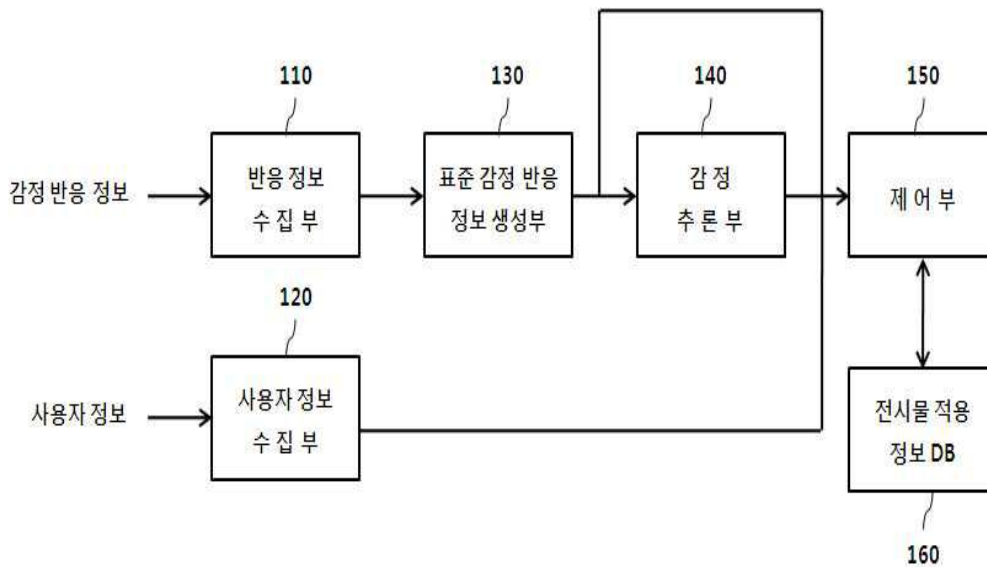 110
130
140
150
감정 반응 정보
반응 정보
수 집 부
표준 감정 반응
정보 생성부
감 정
추 론 부
제 어 부
120
사용자 정보
사용자 정보
수 집 부
전시물 적용
정보 DB
160